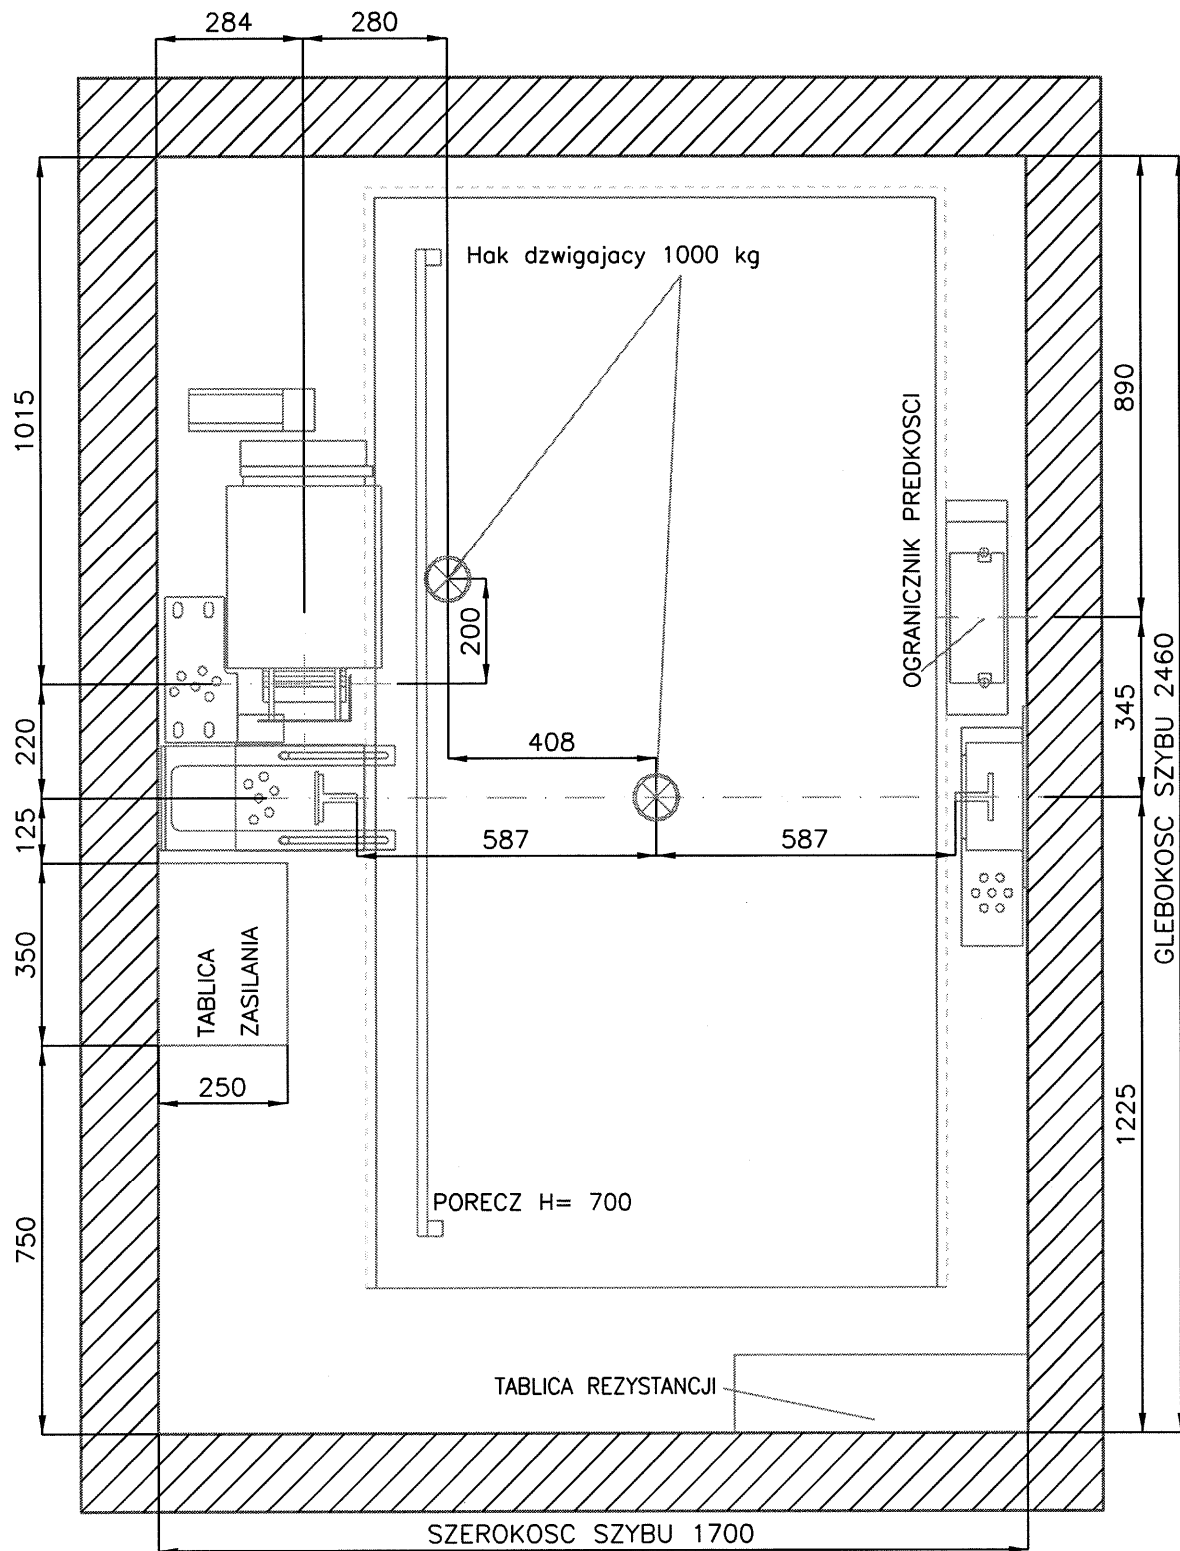 284
280
Hak dzwigajacy 1000 kg
1015
890
OGRANICZNIK PREDKOSCI
200
220
408
345
GLEBOKOSC SZYBU 2460
125
587
587
350
TABLICA
ZASILANIA
250
1225
750
PORECZ H= 700
TABLICA REZYSTANCJI
SZEROKOSC SZYBU 1700